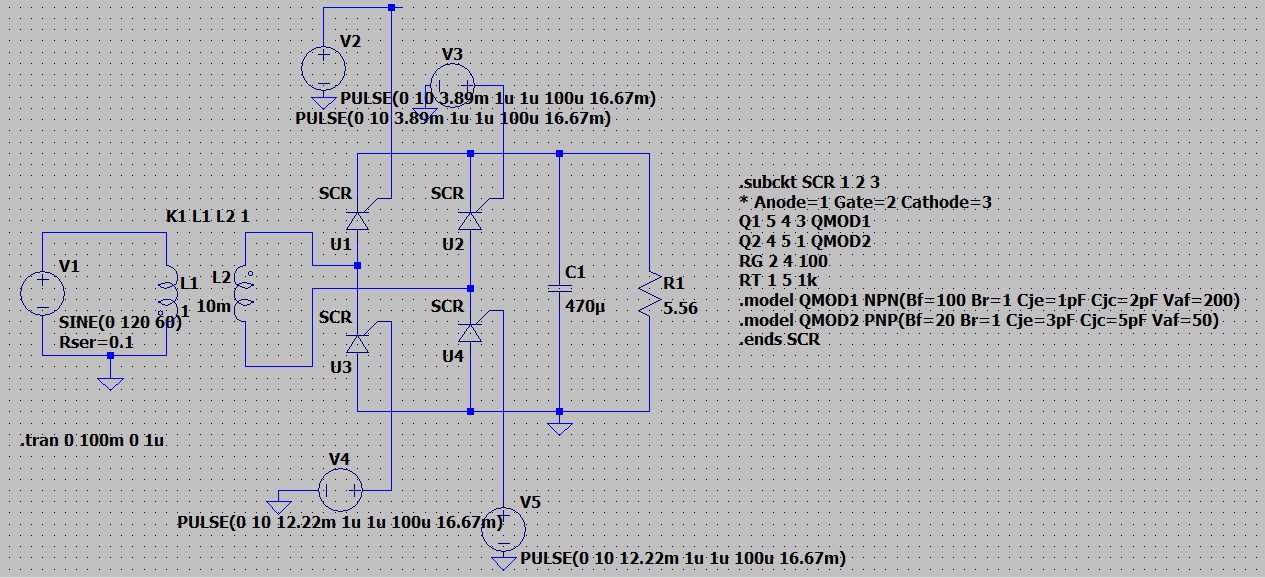 V2
V3
PULSE(0 10 3.89m 1u 1u 100u 16.67m)
PULSE(0 10 3.89m 1u 1u 100u 16.67m)
SCR
SCR
K1 L1 L2 1
U1
U2
V1
L1
L2
1
10m
SINE(0 120 60)
Rser=0.1
C1
470µ
R1
5.56
SCR
SCR
U3
U4
.subckt SCR 1 2 3
* Anode=1 Gate=2 Cathode=3
Q1 5 4 3 QMOD1
Q2 4 5 1 QMOD2
RG 2 4 100
RT 1 5 1k
.model QMOD1 NPN(Bf=100 Br=1 Cje=1pF Cjc=2pF Vaf=200)
.model QMOD2 PNP(Bf=20 Br=1 Cje=3pF Cjc=5pF Vaf=50)
.ends SCR
.tran 0 100m 0 1u
V4
PULSE(0 10 12.22m 1u 1u 100u 16.67m)
V5
PULSE(0 10 12.22m 1u 1u 100u 16.67m)